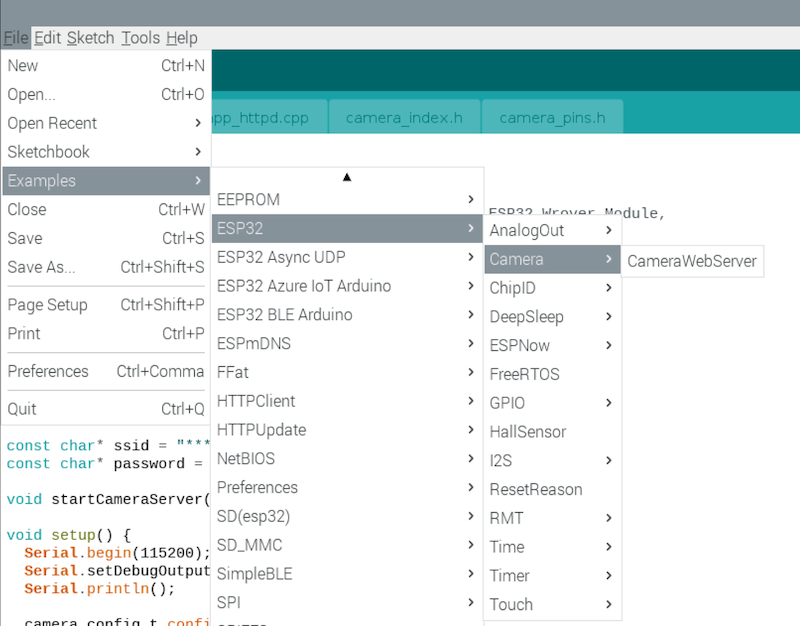 File Edit Sketch Tools Help
New Ctrl+N
Open... Ctrl+O
Open Recent
Sketchbook
Examples
Close Ctrl+W
Save Ctrl+S
Save As... Ctrl+Shift+S
Page Setup Ctrl+Shift+P
Print Ctrl+P
Preferences Ctrl+Comma
Quit Ctrl+Q
app_httpd.cpp camera_index.h camera_pins.h
ESP32 Wrover Module,
EEPROM
ESP32
ESP32 Async UDP
ESP32 Azure IoT Arduino
ESP32 BLE Arduino
ESPmDNS
FFat
HTTPClient
HTTPUpdate
NetBIOS
Preferences
SD(esp32)
SD_MMC
SimpleBLE
SPI
AnalogOut
Camera
ChipID
DeepSleep
ESPNow
FreeRTOS
GPIO
HallSensor
I2S
ResetReason
RMT
Time
Timer
Touch
CameraWebServer
const char* ssid = "***
const char* password =
void startCameraServer(
void setup() {
Serial.begin(115200);
Serial.setDebugOutput
Serial.println();
camera_config_t config